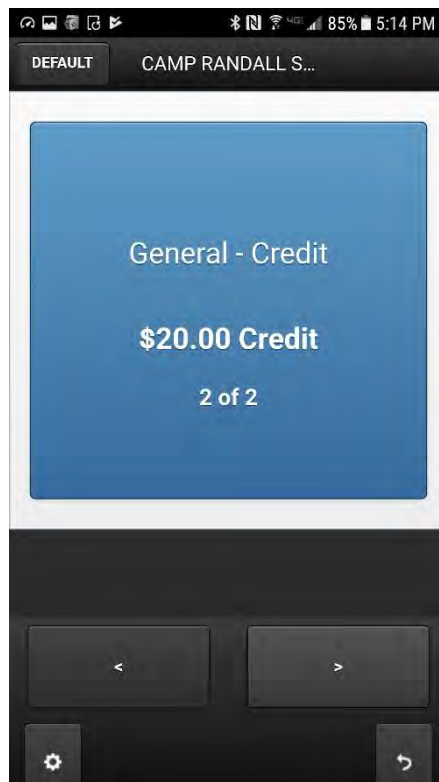 85% 5:14 PM
DEFAULT CAMP RANDALL S...
General - Credit
$20.00 Credit
2 of 2
< >